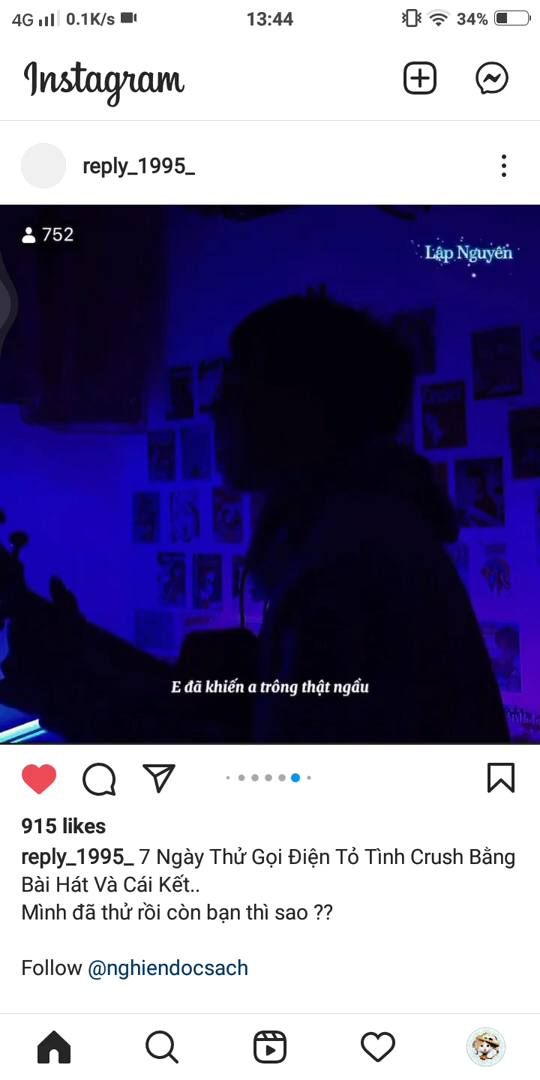 4G 0.1K/s 13:44 34%
Instagram
reply_1995_
752
Lập Nguyên
E đã khiến a trông thật ngầu
915 likes
reply_1995_ 7 Ngày Thử Gọi Điện Tỏ Tình Crush Bằng
Bài Hát Và Cái Kết..
Mình đã thử rồi còn bạn thì sao ??
Follow @nghiendocsach